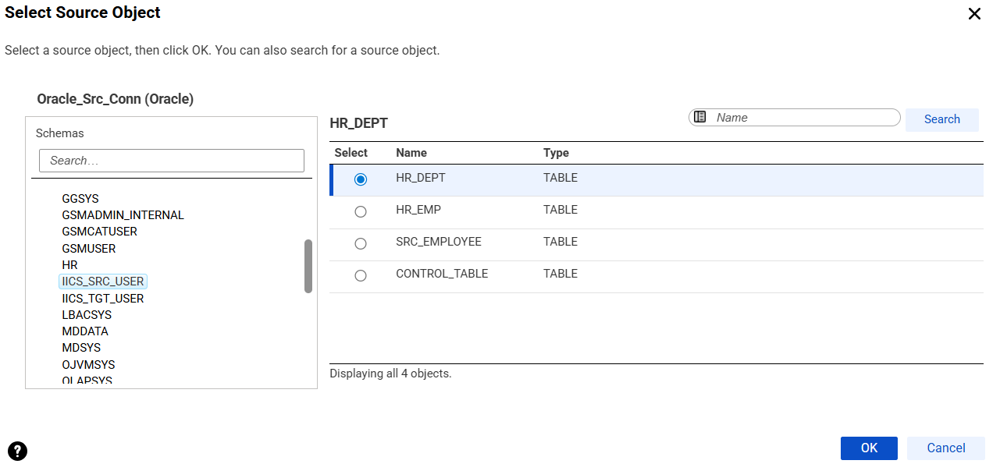 Select Source Object
Select a source object, then click OK. You can also search for a source object.
Oracle_Src_Conn (Oracle)
Schemas
Search...
GGSYS
GSMADMIN_INTERNAL
GSMCATUSER
GSMUSER
HR
IICS_SRC_USER
IICS_TGT_USER
LBACSYS
MDDATA
MDSYS
OJVMSYS
OLAPSYS
HR_DEPT
Name
Search
Select Name Type
HR_DEPT TABLE
HR_EMP TABLE
SRC_EMPLOYEE TABLE
CONTROL_TABLE TABLE
Displaying all 4 objects.
?
OK
Cancel